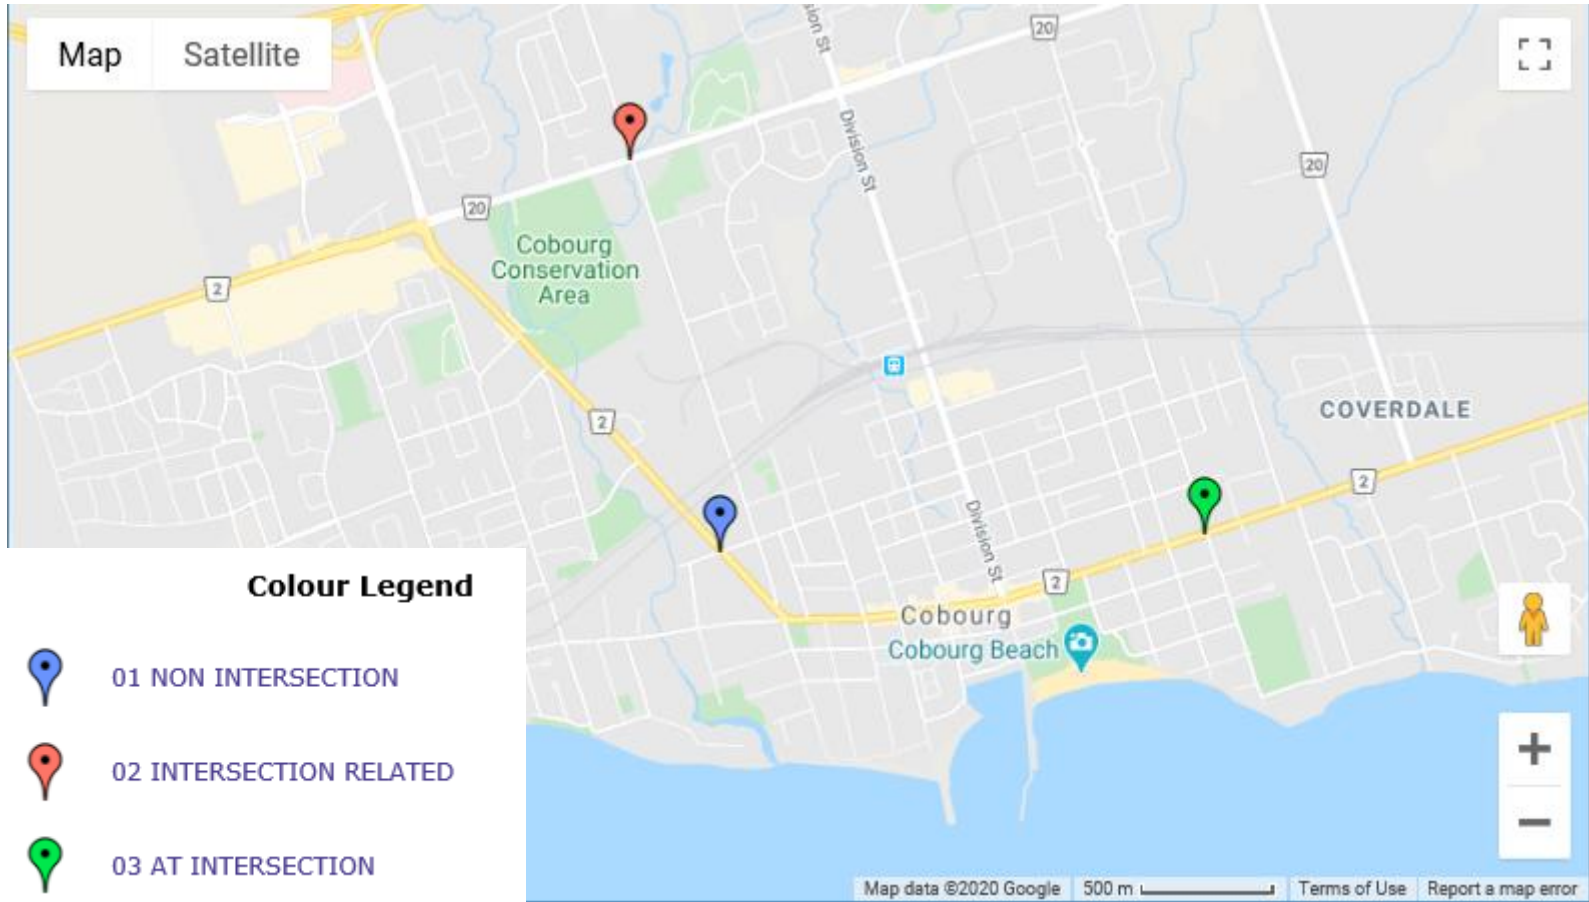 Map
Satellite
ion St
20
Division St
20
20
Cobourg
Conservation
Area
2
2
COVERDALE
2
Division St
2
Cobourg
Cobourg Beach
Colour Legend
01 NON INTERSECTION
02 INTERSECTION RELATED
03 AT INTERSECTION
Map data ©2020 Google
500 m
Terms of Use
Report a map error